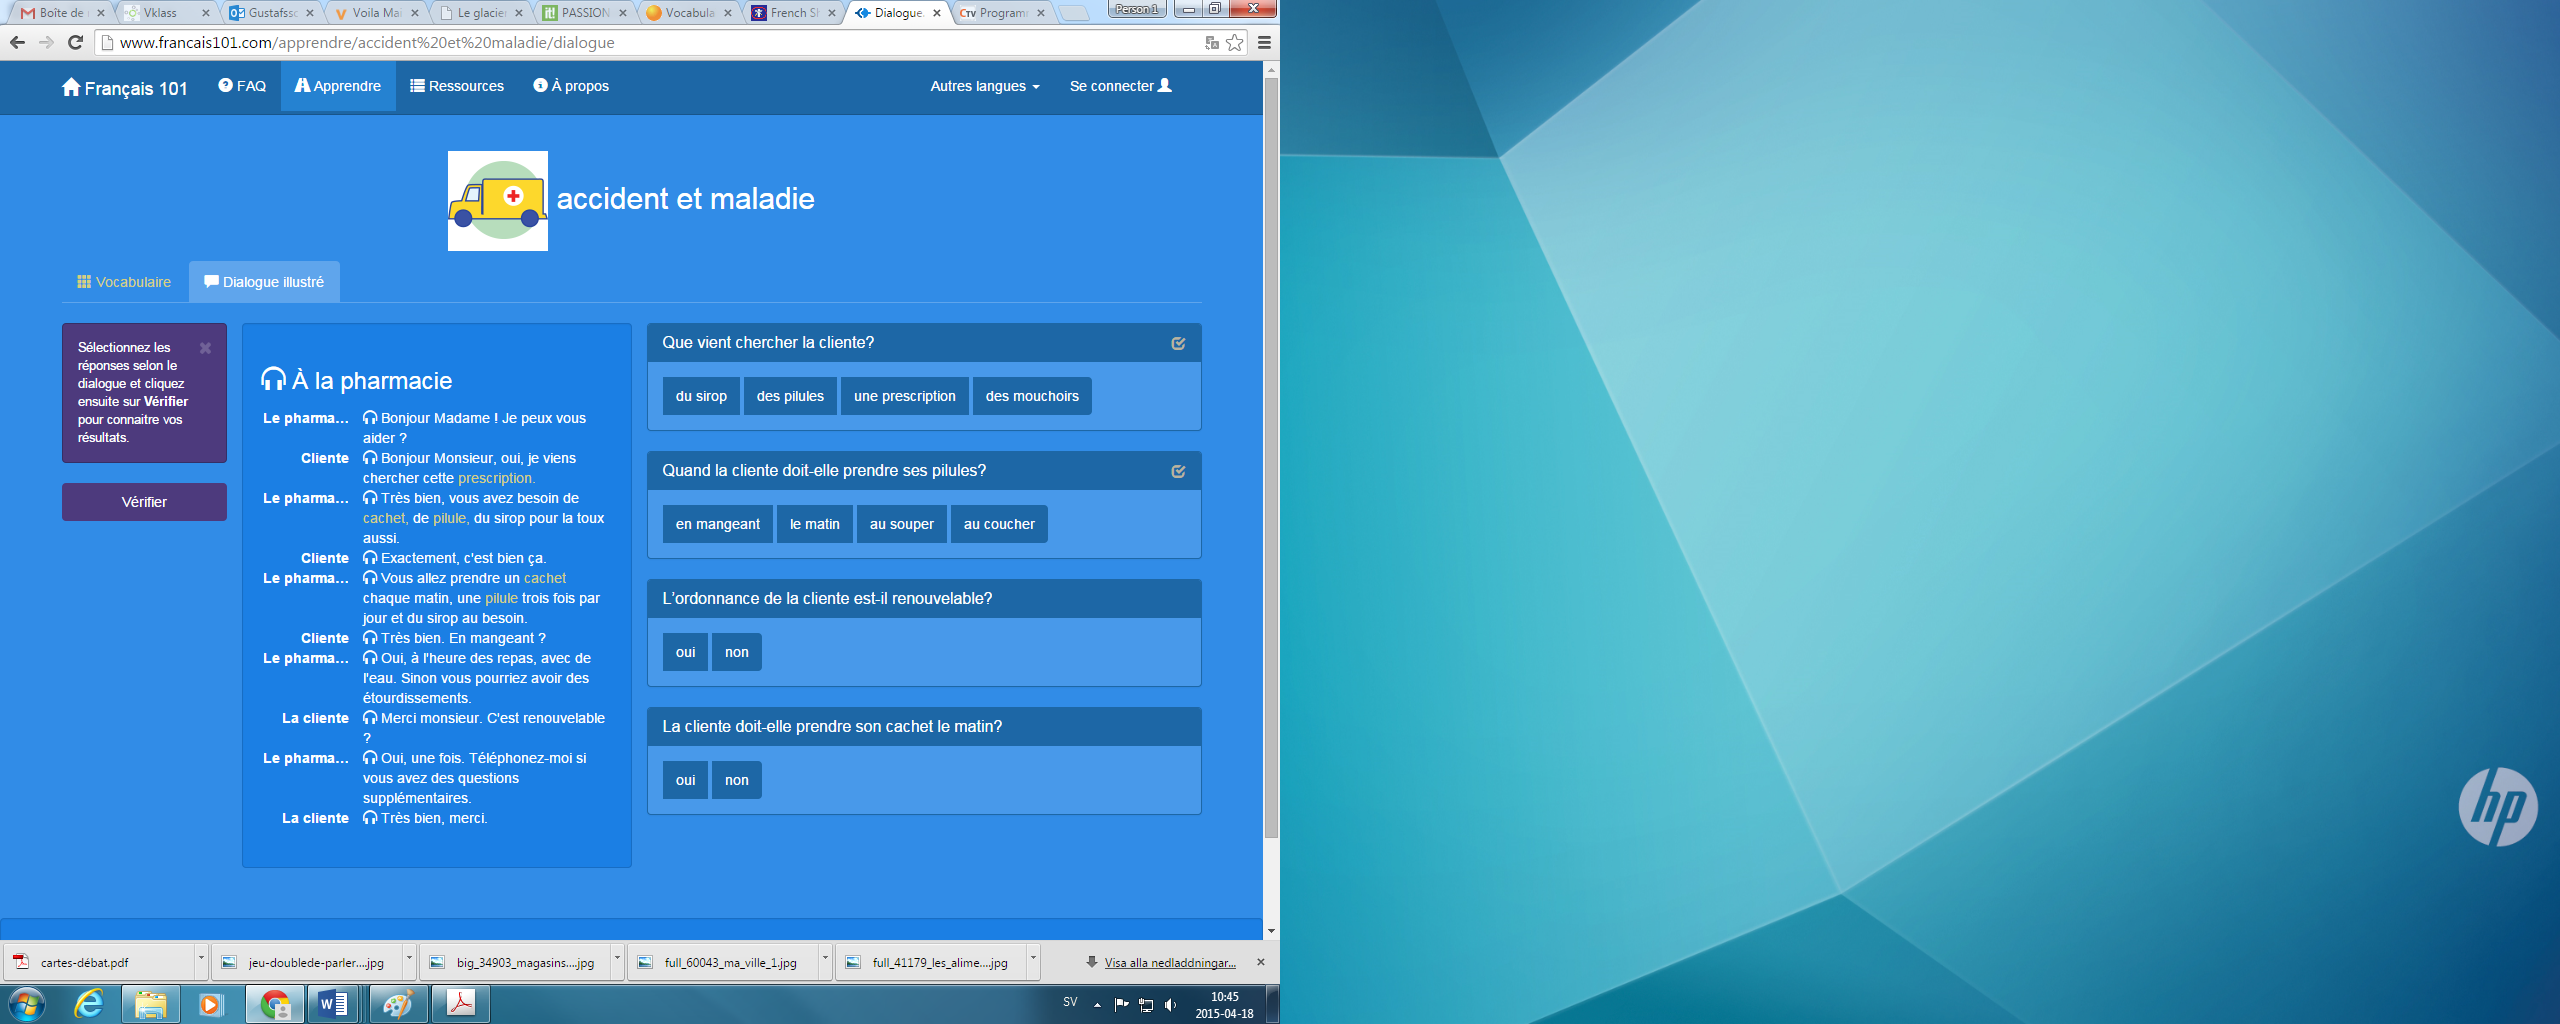 Boîte de
Vklass
Gustafsso
Voila Mai
Le glacier
PASSION
Vocabula
French Sh
Dialogue
Programm
Person 1
www.francais101.com/apprendre/accident%20et%20maladie/dialogue
Français 101
FAQ
Apprendre
Ressources
À propos
Autres langues
Se connecter
accident et maladie
Vocabulaire
Dialogue illustré
Sélectionnez les
réponses selon le
dialogue et cliquez
ensuite sur Vérifier
pour connaitre vos
résultats.
Vérifier
À la pharmacie
Le pharma... Bonjour Madame ! Je peux vous
aider ?
Cliente Bonjour Monsieur, oui, je viens
chercher cette prescription.
Le pharma... Très bien, vous avez besoin de
cachet, de pilule, du sirop pour la toux
aussi.
Cliente Exactement, c'est bien ça.
Le pharma... Vous allez prendre un cachet
chaque matin, une pilule trois fois par
jour et du sirop au besoin.
Cliente Très bien. En mangeant ?
Le pharma... Oui, à l'heure des repas, avec de
l'eau. Sinon vous pourriez avoir des
étourdissements.
La cliente Merci monsieur. C'est renouvelable
?
Le pharma... Oui, une fois. Téléphonez-moi si
vous avez des questions
supplémentaires.
La cliente Très bien, merci.
Que vient chercher la cliente?
du sirop
des pilules
une prescription
des mouchoirs
Quand la cliente doit-elle prendre ses pilules?
en mangeant
le matin
au souper
au coucher
L'ordonnance de la cliente est-il renouvelable?
oui
non
La cliente doit-elle prendre son cachet le matin?
oui
non
cartes-débat.pdf
jeu-doublede-parler....jpg
big_34903_magasins....jpg
full_60043_ma_ville_1.jpg
full_41179_les_alime....jpg
Visa alla nedladdningar...
SV
10:45
2015-04-18
hp